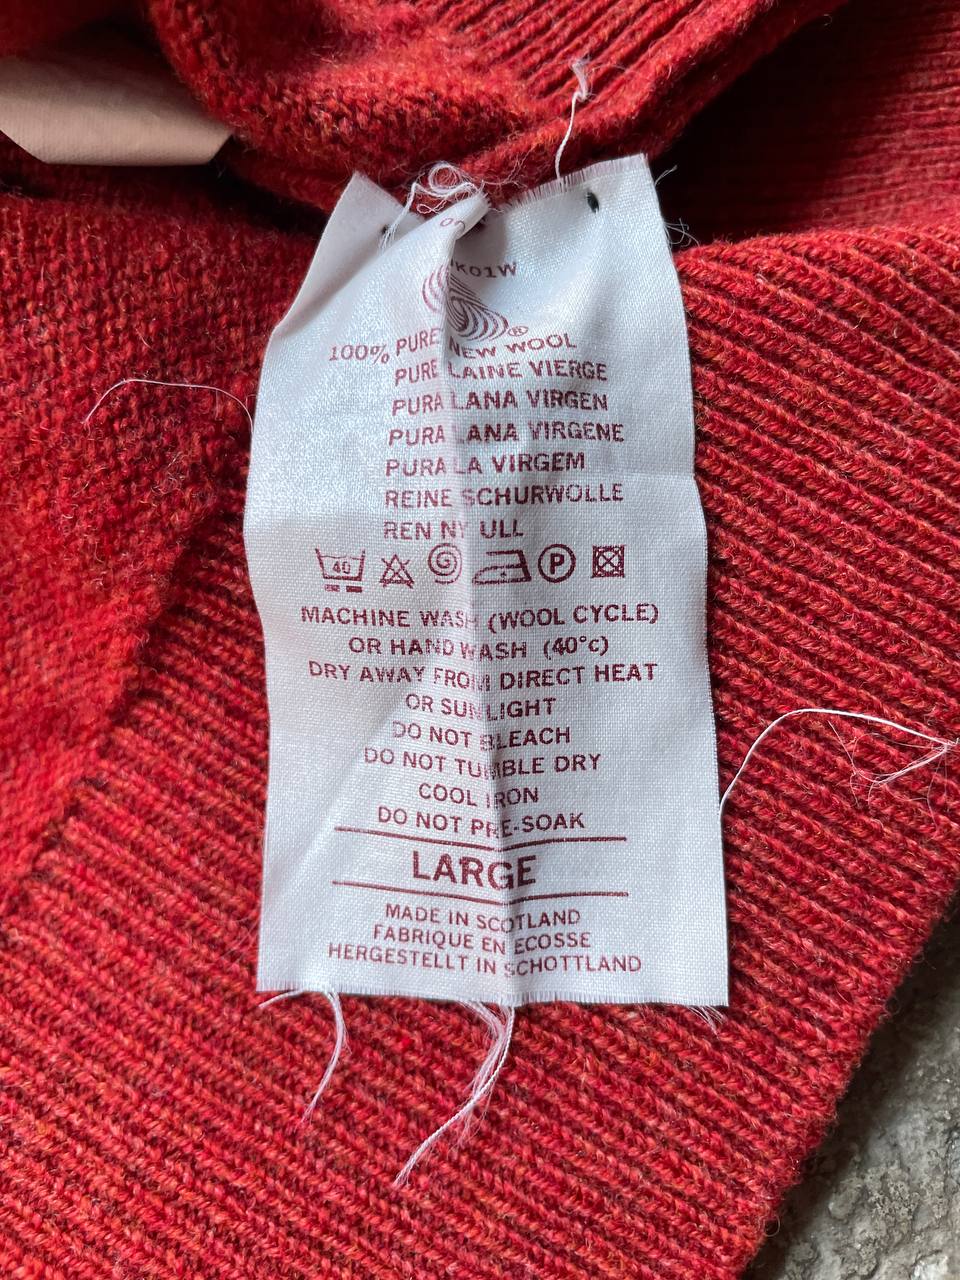 100% PURE NEW WOOL
PURE LAINE VIERGE
PURA LANA VIRGEN
PURA LANA VIRGENE
PURA LA VIRGEM
REINE SCHURWOLLE
REN NY ULL
40 P
MACHINE WASH (WOOL CYCLE)
OR HAND WASH (40°c)
DRY AWAY FROM DIRECT HEAT
OR SUNLIGHT
DO NOT BLEACH
DO NOT TUMBLE DRY
COOL IRON
DO NOT PRE-SOAK
LARGE
MADE IN SCOTLAND
FABRIQUE EN ECOSSE
HERGESTELLT IN SCHOTTLAND